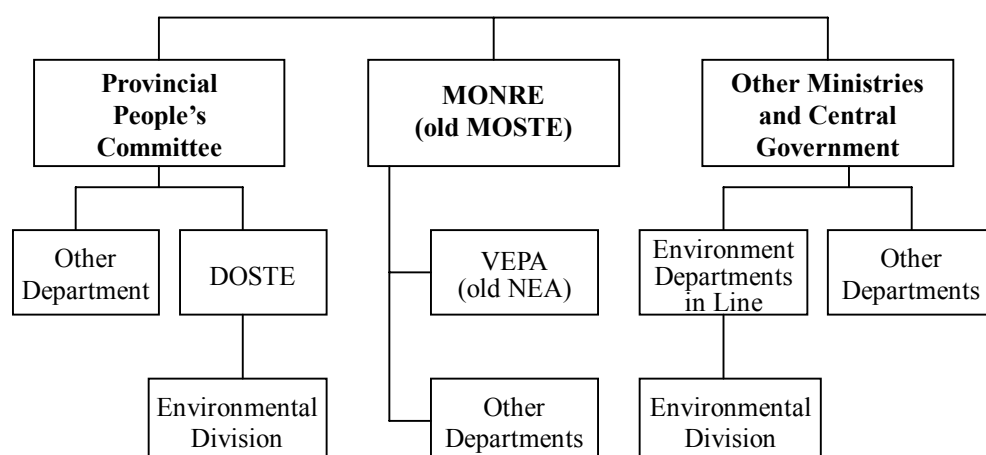 Provincial
People’s
Committee
MONRE
(old MOSTE)
Other Ministries
and Central
Government
Other
Department
DOSTE
VEPA
(old NEA)
Environment
Departments
in Line
Other
Departments
Environmental
Division
Other
Departments
Environmental
Division